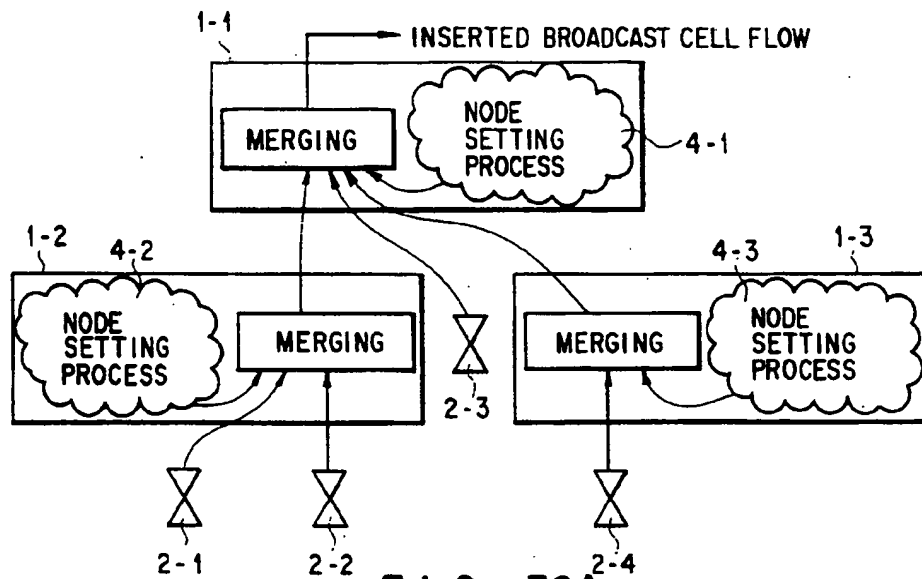 1-1
INSERTED BROADCAST CELL FLOW
MERGING
NODE
SETTING
PROCESS
4-1
1-2
4-2
NODE
SETTING
PROCESS
MERGING
2-3
1-3
4-3
MERGING
NODE
SETTING
PROCESS
2-1
2-2
2-4